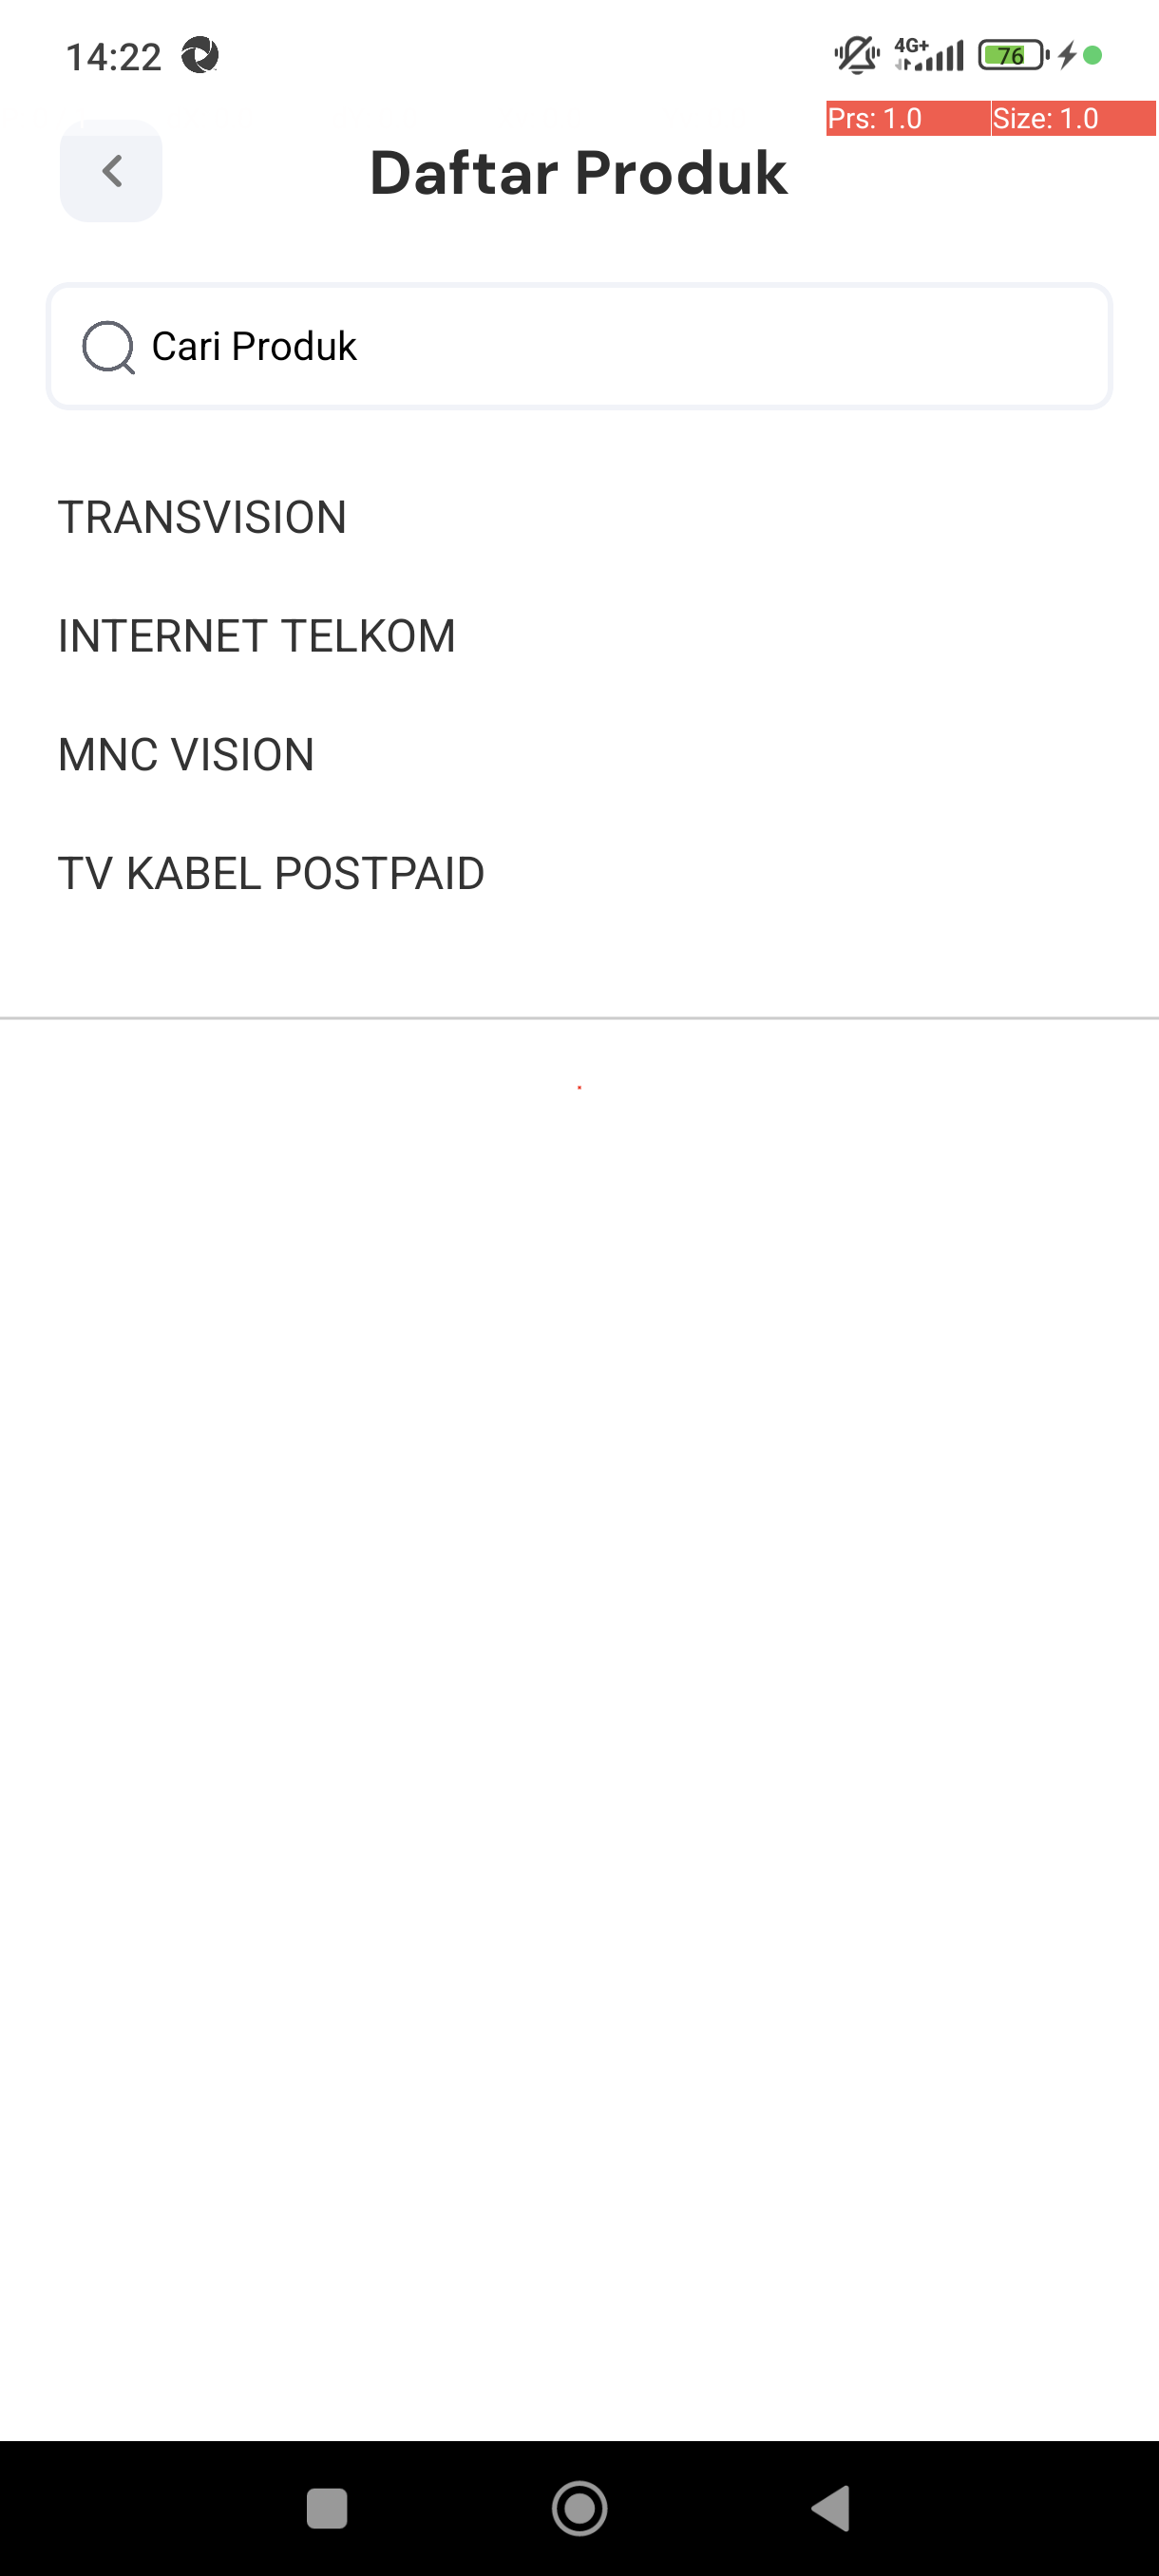 14:22
4G+
76
Prs: 1.0 Size: 1.0
Daftar Produk
Cari Produk
TRANSVISION
INTERNET TELKOM
MNC VISION
TV KABEL POSTPAID